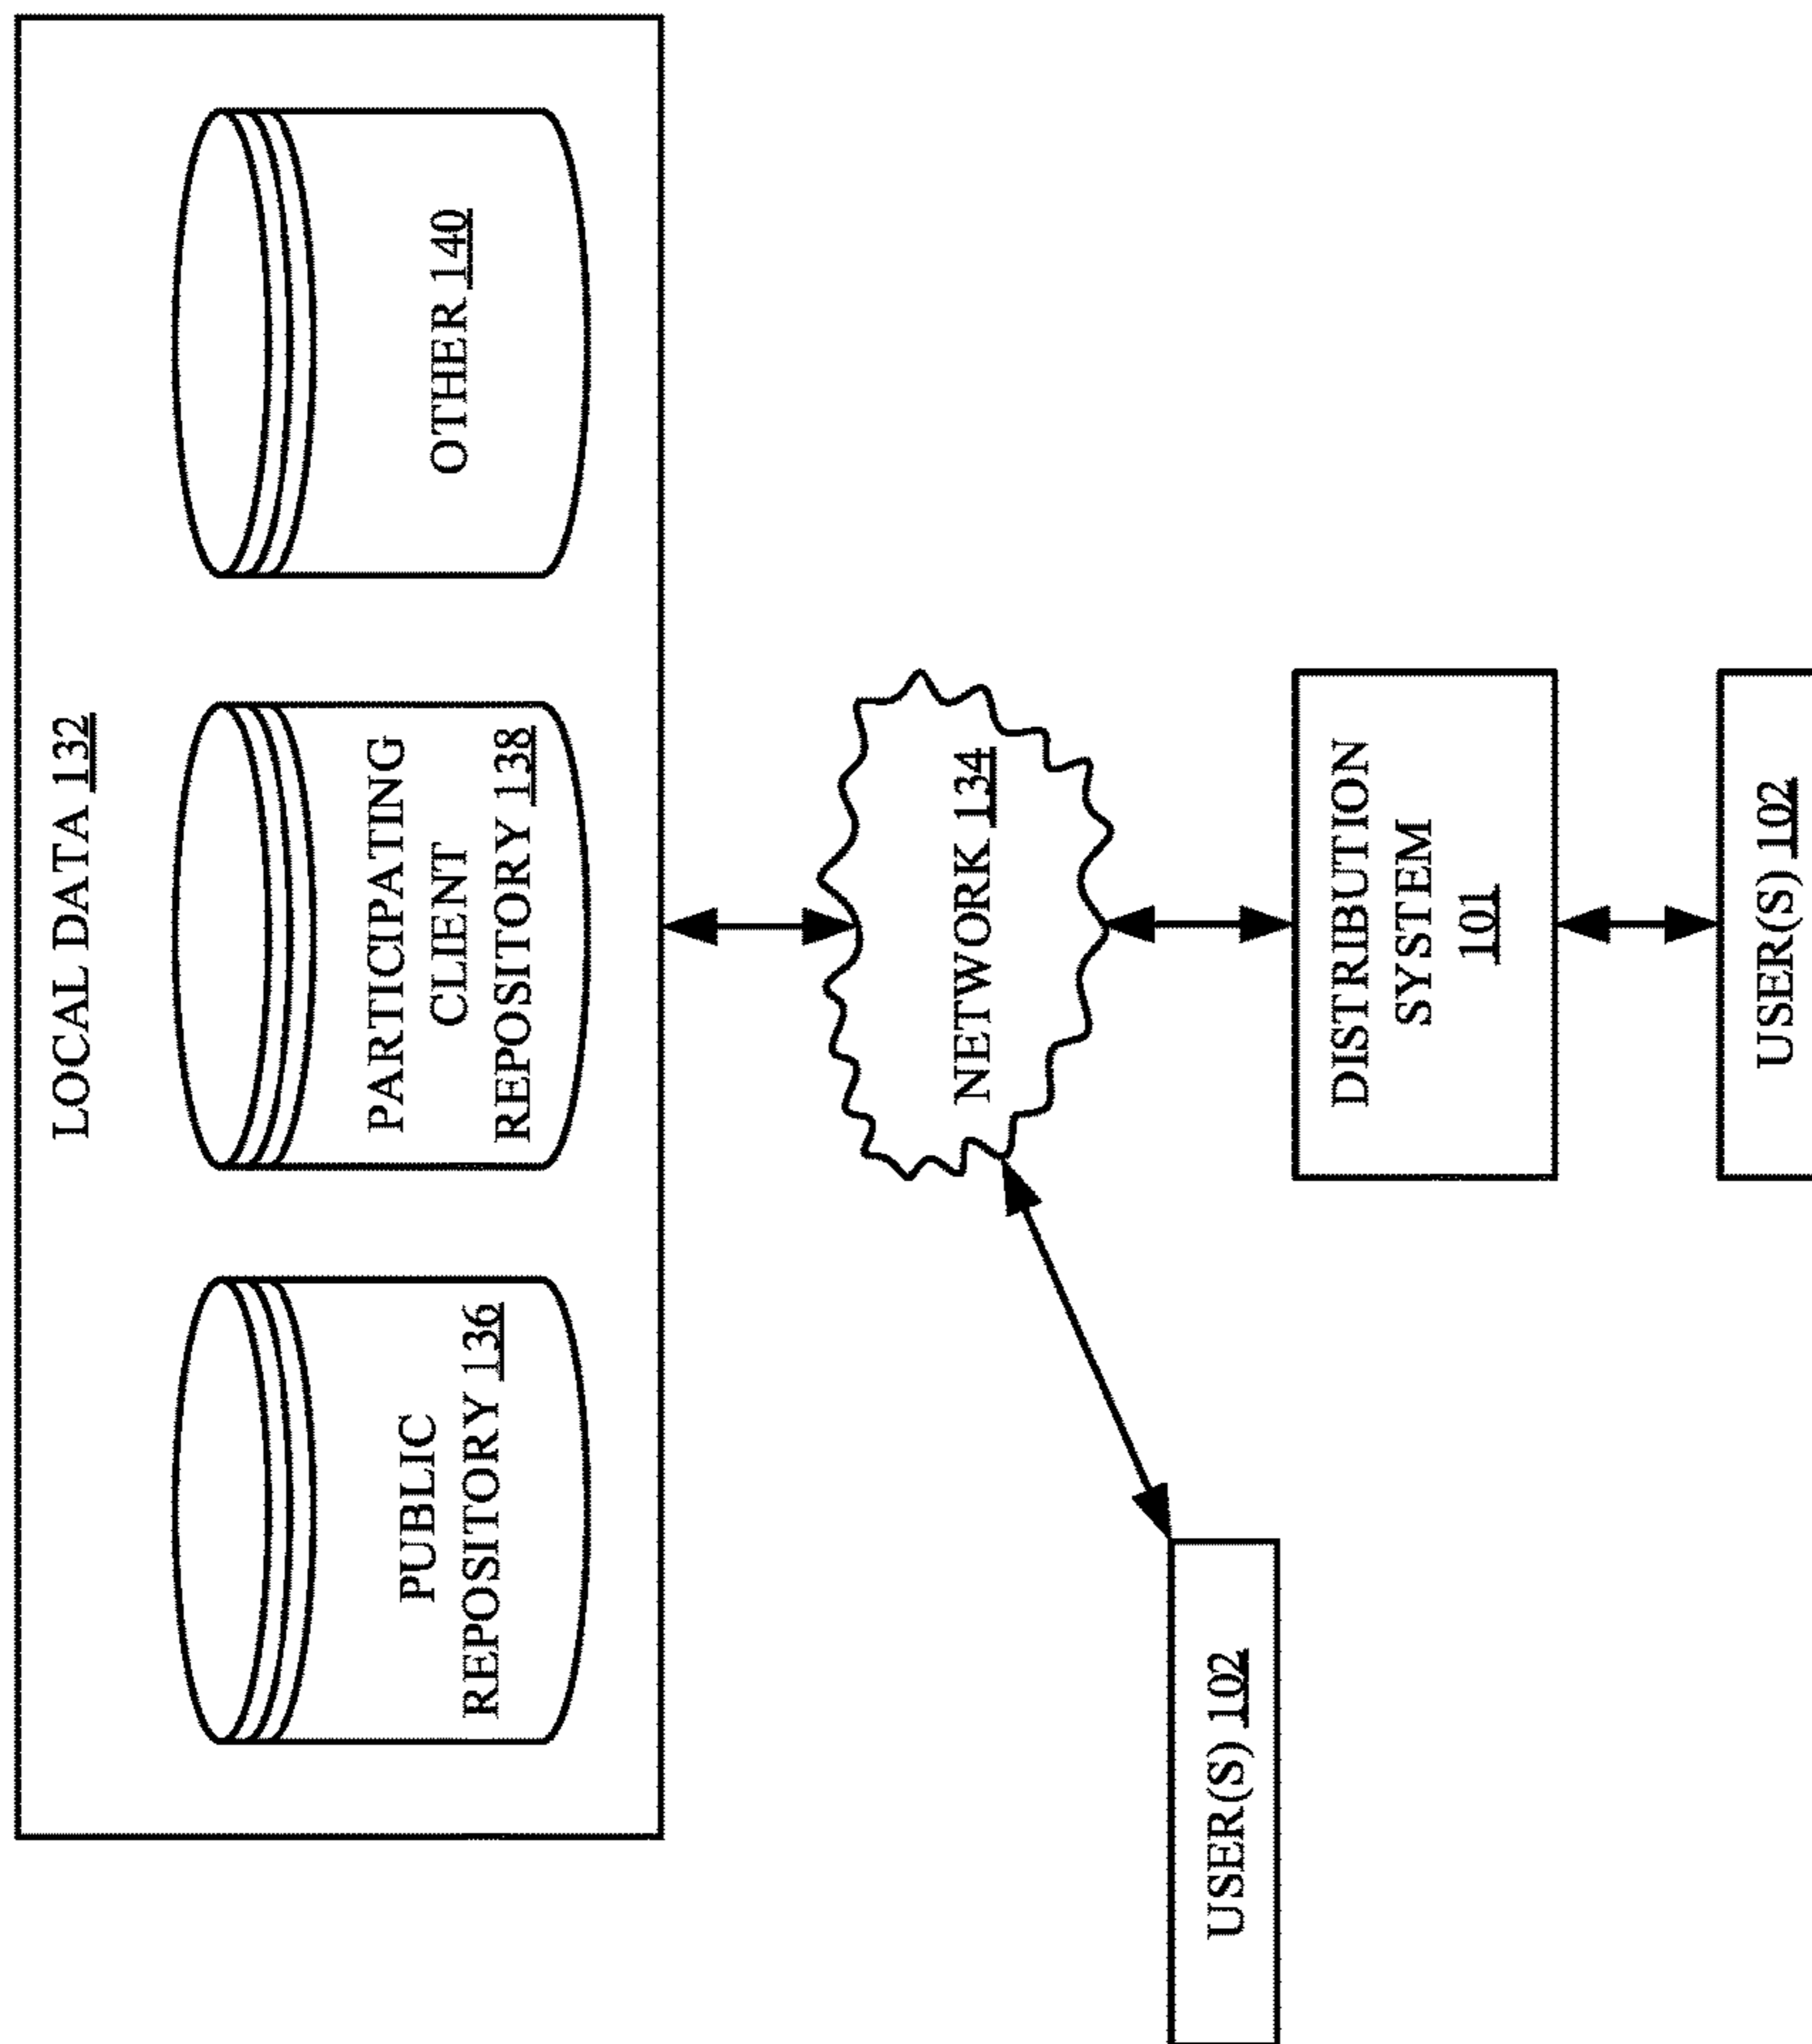 LOCAL DATA 132
PUBLIC
REPOSITORY 136
PARTICIPATING
CLIENT
REPOSITORY 138
OTHER 140
NETWORK 134
USER(S) 102
DISTRIBUTION
SYSTEM
101
USER(S) 102